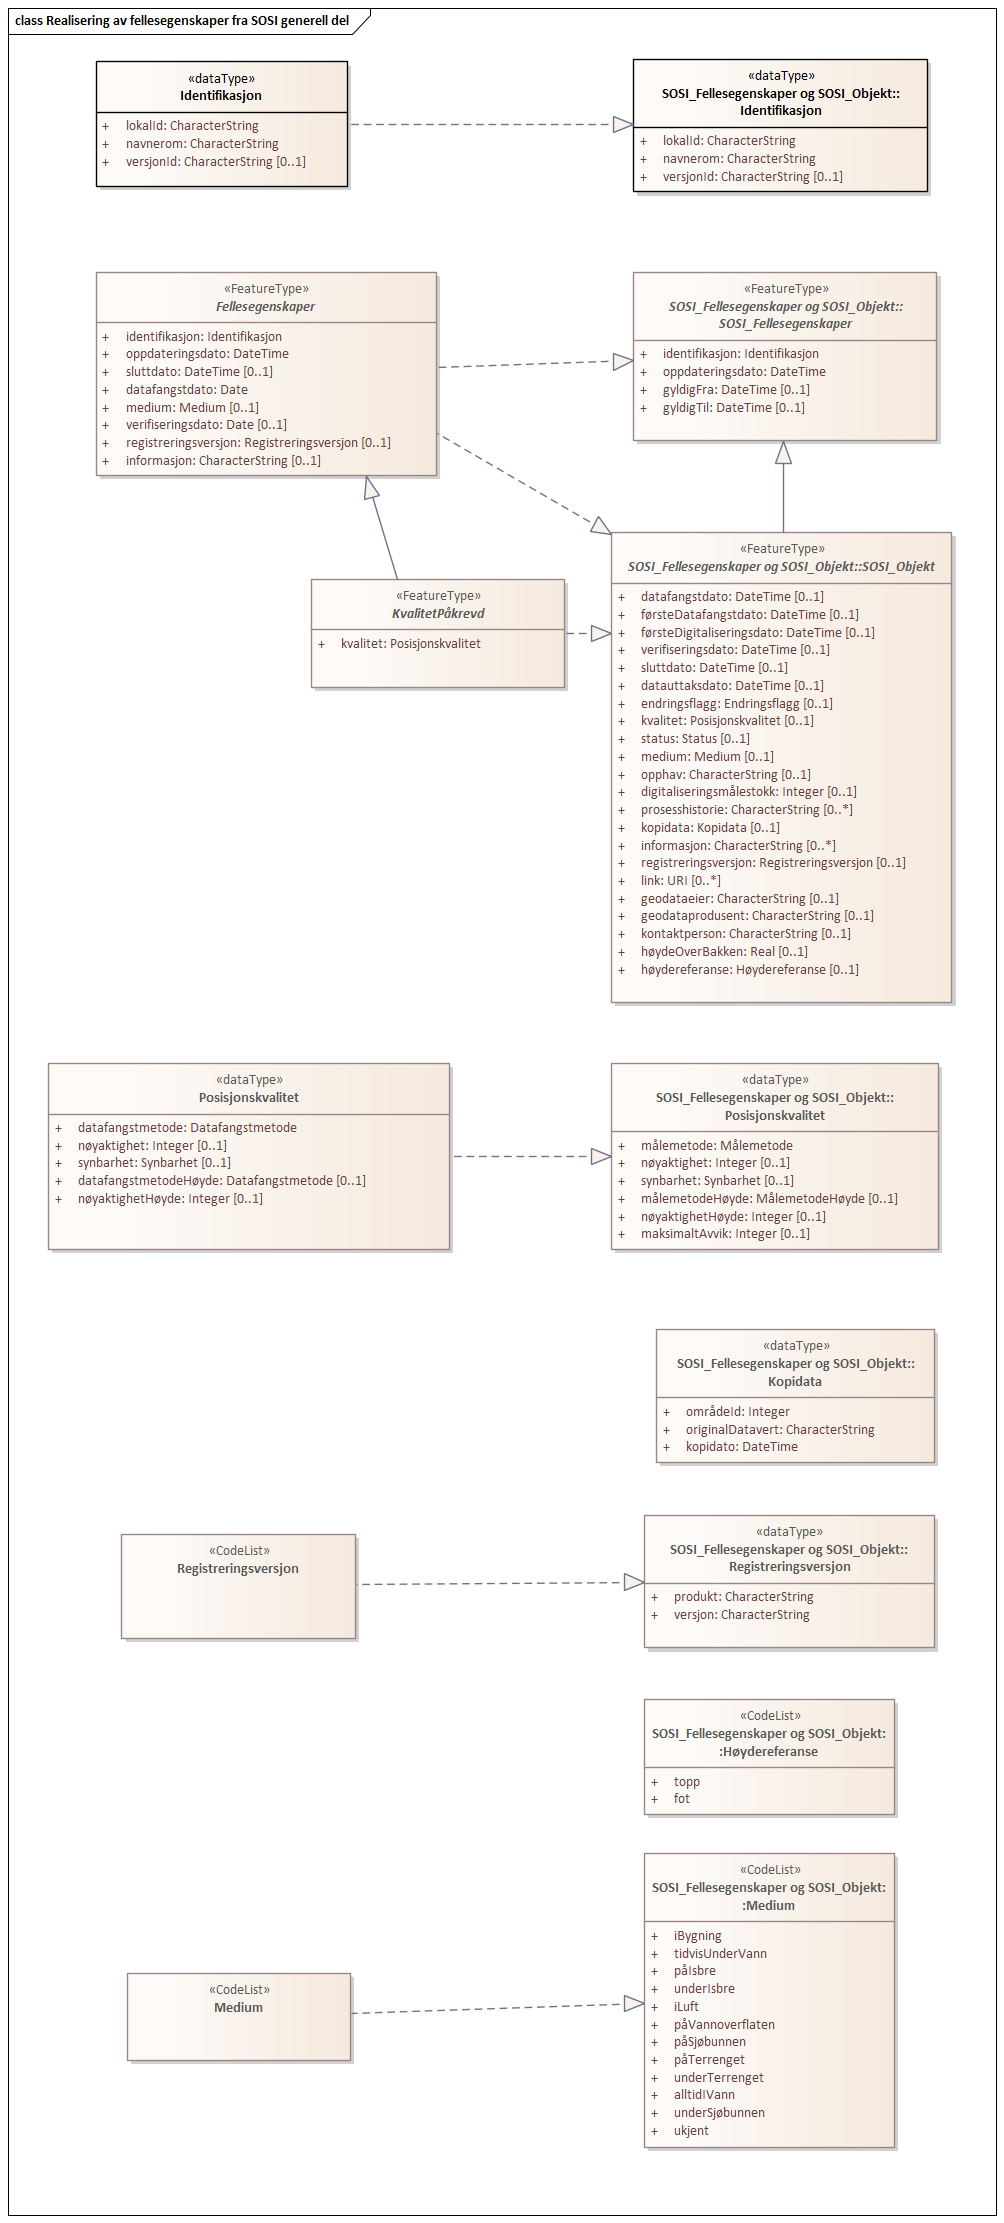 class Realisering av fellesegenskaper fra SOSI generell del
«dataType»
Identifikasjon
+ lokalId: CharacterString
+ navnerom: CharacterString
+ versjonId: CharacterString [0..1]
«dataType»
SOSI_Fellesegenskaper og SOSI_Objekt::
Identifikasjon
+ lokalId: CharacterString
+ navnerom: CharacterString
+ versjonId: CharacterString [0..1]
«FeatureType»
Fellesegenskaper
+ identifikasjon: Identifikasjon
+ oppdateringsdato: DateTime
+ sluttdato: DateTime [0..1]
+ datafangstdato: Date
+ medium: Medium [0..1]
+ verifiseringsdato: Date [0..1]
+ registreringsversjon: Registreringsversjon [0..1]
+ informasjon: CharacterString [0..1]
«FeatureType»
SOSI_Fellesegenskaper og SOSI_Objekt::
SOSI_Fellesegenskaper
+ identifikasjon: Identifikasjon
+ oppdateringsdato: DateTime
+ gyldigFra: DateTime [0..1]
+ gyldigTil: DateTime [0..1]
«FeatureType»
KvalitetPåkrevd
+ kvalitet: Posisjonskvalitet
«FeatureType»
SOSI_Fellesegenskaper og SOSI_Objekt::SOSI_Objekt
+ datafangstdato: DateTime [0..1]
+ førsteDatafangstdato: DateTime [0..1]
+ førsteDigitaliseringsdato: DateTime [0..1]
+ verifiseringsdato: DateTime [0..1]
+ sluttdato: DateTime [0..1]
+ datauttaksdato: DateTime [0..1]
+ endringsflagg: Endringsflagg [0..1]
+ kvalitet: Posisjonskvalitet [0..1]
+ status: Status [0..1]
+ medium: Medium [0..1]
+ opphav: CharacterString [0..1]
+ digitaliseringsmålestokk: Integer [0..1]
+ prosesshistorie: CharacterString [0..*]
+ kopidata: Kopidata [0..1]
+ informasjon: CharacterString [0..*]
+ registreringsversjon: Registreringsversjon [0..1]
+ link: URI [0..*]
+ geodataeier: CharacterString [0..1]
+ geodataprodusent: CharacterString [0..1]
+ kontaktperson: CharacterString [0..1]
+ høydeOverBakken: Real [0..1]
+ høydereferanse: Høydereferanse [0..1]
«dataType»
Posisjonskvalitet
+ datafangstmetode: Datafangstmetode
+ nøyaktighet: Integer [0..1]
+ synbarhet: Synbarhet [0..1]
+ datafangstmetodeHøyde: Datafangstmetode [0..1]
+ nøyaktighetHøyde: Integer [0..1]
«dataType»
SOSI_Fellesegenskaper og SOSI_Objekt::
Posisjonskvalitet
+ målemetode: Målemetode
+ nøyaktighet: Integer [0..1]
+ synbarhet: Synbarhet [0..1]
+ målemetodeHøyde: MålemetodeHøyde [0..1]
+ nøyaktighetHøyde: Integer [0..1]
+ maksimaltAvvik: Integer [0..1]
«dataType»
SOSI_Fellesegenskaper og SOSI_Objekt::
Kopidata
+ områdeId: Integer
+ originalDatavert: CharacterString
+ kopidato: DateTime
«CodeList»
Registreringsversjon
«dataType»
SOSI_Fellesegenskaper og SOSI_Objekt::
Registreringsversjon
+ produkt: CharacterString
+ versjon: CharacterString
«CodeList»
SOSI_Fellesegenskaper og SOSI_Objekt:
:Høydereferanse
+ topp
+ fot
«CodeList»
Medium
«CodeList»
SOSI_Fellesegenskaper og SOSI_Objekt:
:Medium
+ iBygning
+ tidvisUnderVann
+ påIsbre
+ underIsbre
+ iLuft
+ påVannoverflaten
+ påSjøbunnen
+ påTerrenget
+ underTerrenget
+ alltidIVann
+ underSjøbunnen
+ ukjent